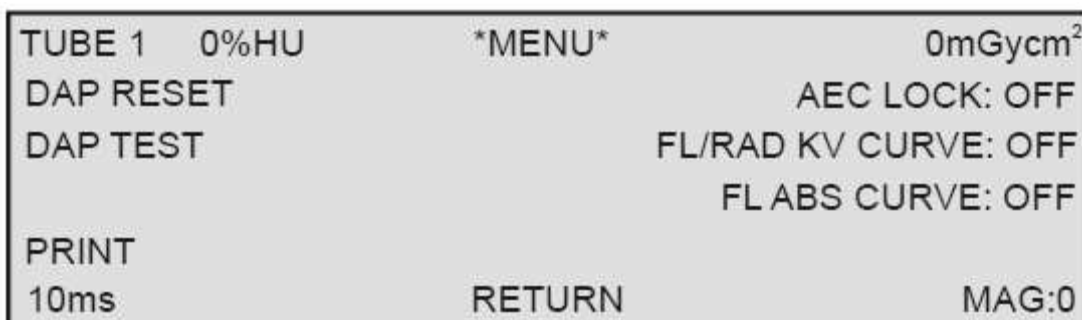 TUBE 1 0%HU *MENU* 0mGycm²
DAP RESET AEC LOCK: OFF
DAP TEST FL/RAD KV CURVE: OFF
FL ABS CURVE: OFF
PRINT
10ms RETURN MAG:0